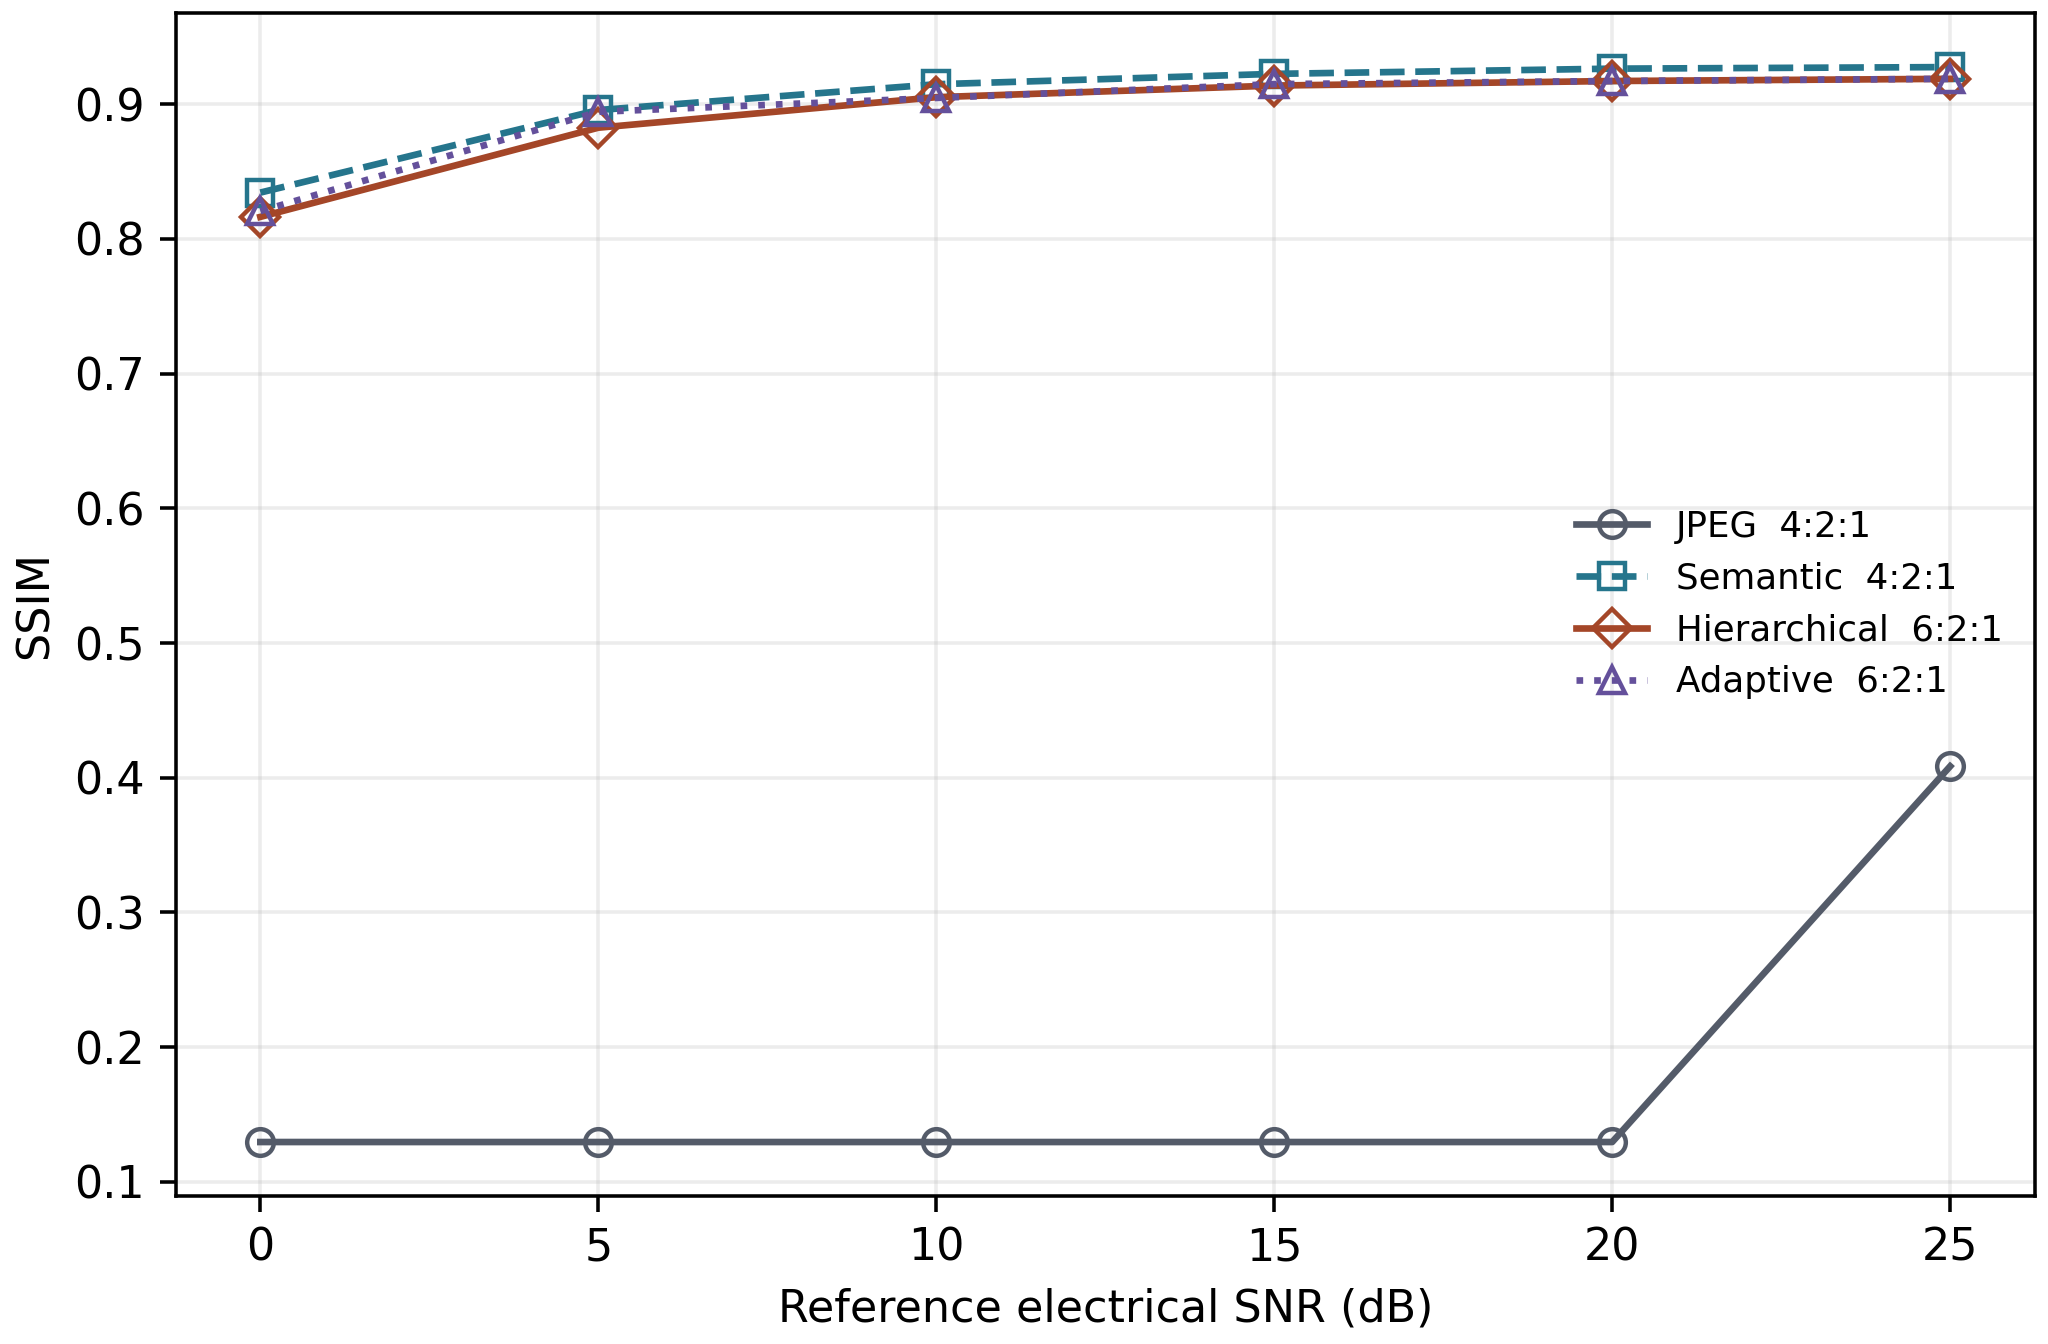 SSIM
0.9
0.8
0.7
0.6
0.5
0.4
0.3
0.2
0.1
JPEG 4:2:1
Semantic 4:2:1
Hierarchical 6:2:1
Adaptive 6:2:1
0 5 10 15 20 25
Reference electrical SNR (dB)